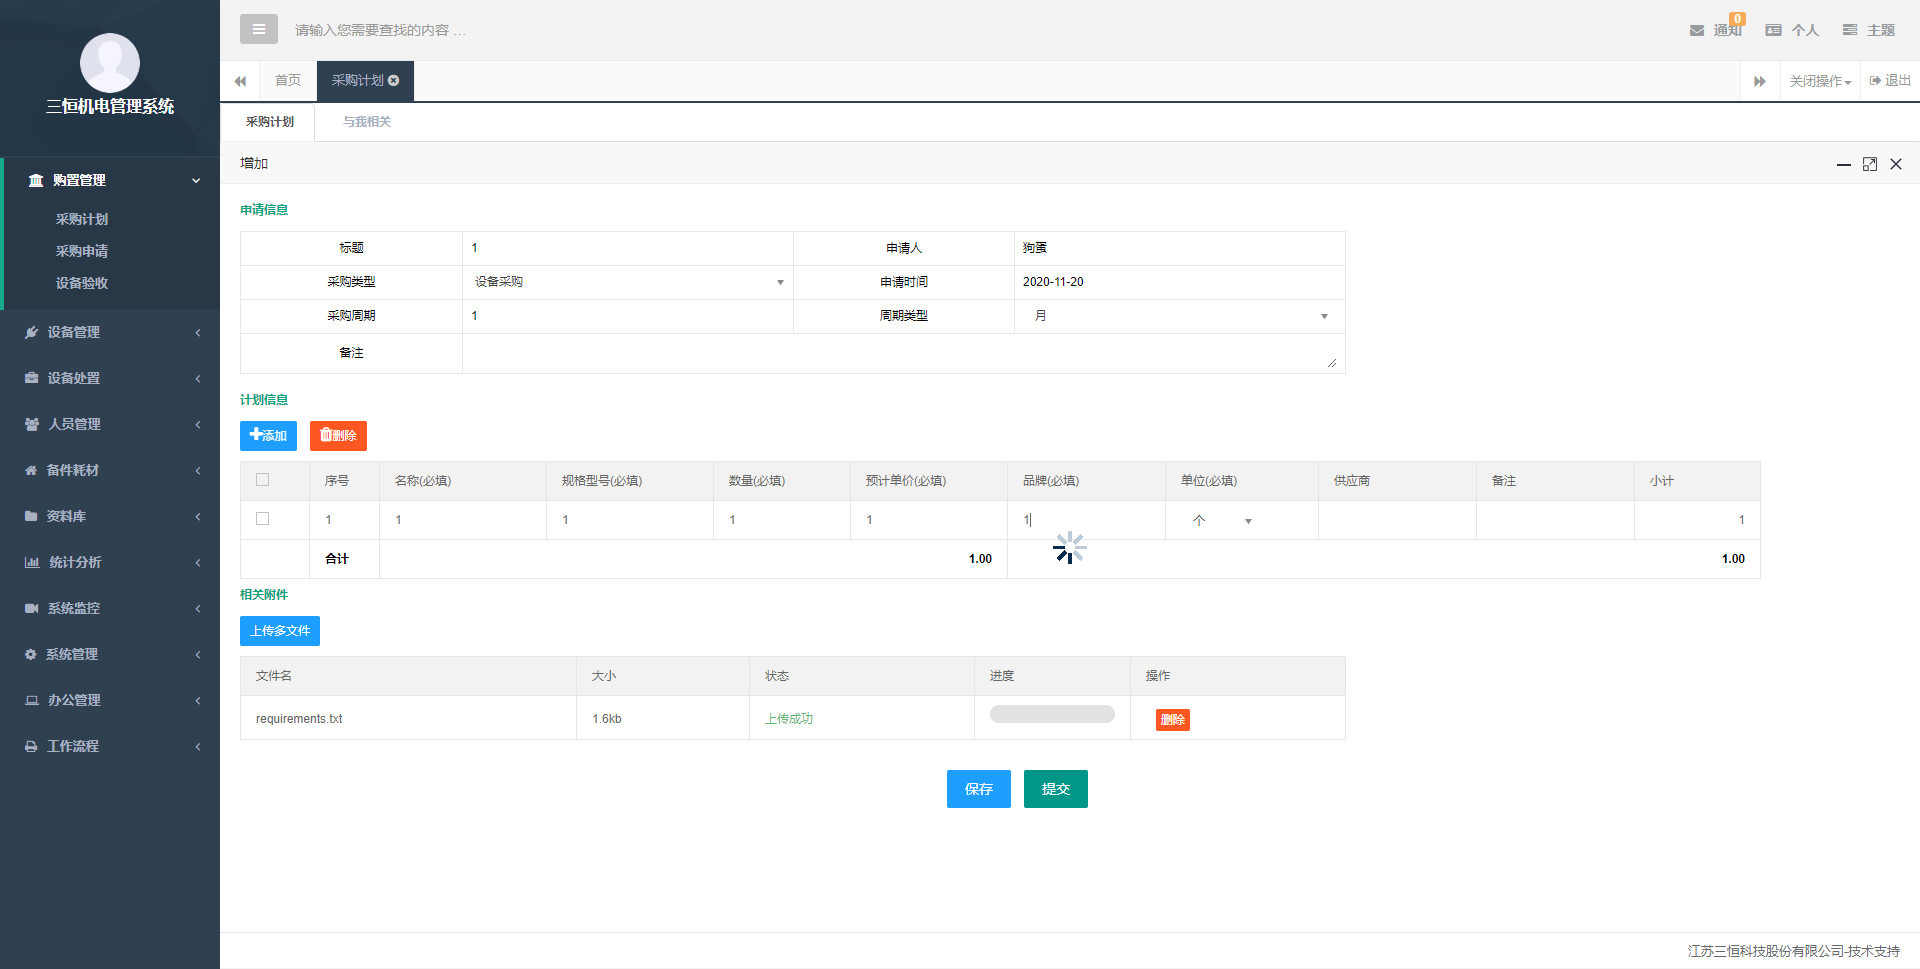 请输入您需要查找的内容 …
0
通知
个人
主题
三恒机电管理系统
首页
采购计划
关闭操作
退出
采购计划
与我相关
增加
购置管理
采购计划
采购申请
设备验收
设备管理
设备处置
人员管理
备件耗材
资料库
统计分析
系统监控
系统管理
办公管理
工作流程
申请信息
标题 1 申请人 狗蛋
采购类型 设备采购 申请时间 2020-11-20
采购周期 1 周期类型 月
备注
计划信息
添加 删除
序号 名称(必填) 规格型号(必填) 数量(必填) 预计单价(必填) 品牌(必填) 单位(必填) 供应商 备注 小计
1 1 1 1 1 1 个 1
合计 1.00 1.00
相关附件
上传多文件
文件名 大小 状态 进度 操作
requirements.txt 1.6kb 上传成功 删除
保存 提交
江苏三恒科技股份有限公司-技术支持